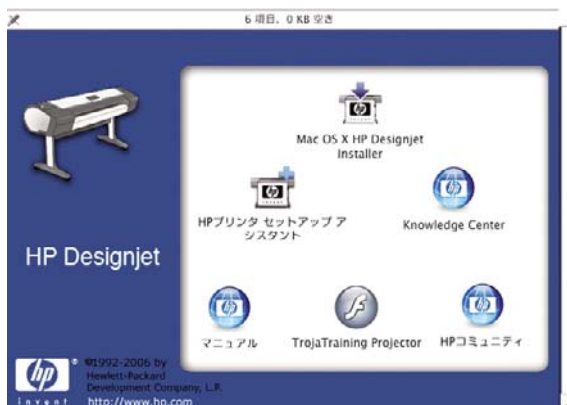 6 項目、0 KB 空き
Mac OS X HP Designjet
Installer
HPプリンタ セットアップ ア
シスタント
Knowledge Center
HP Designjet
マニュアル
TrojaTraining Projector
HPコミュニティ
©1992-2006 by
Hewlett-Packard
Development Company, L.P.
http://www.hp.com
hp
invent